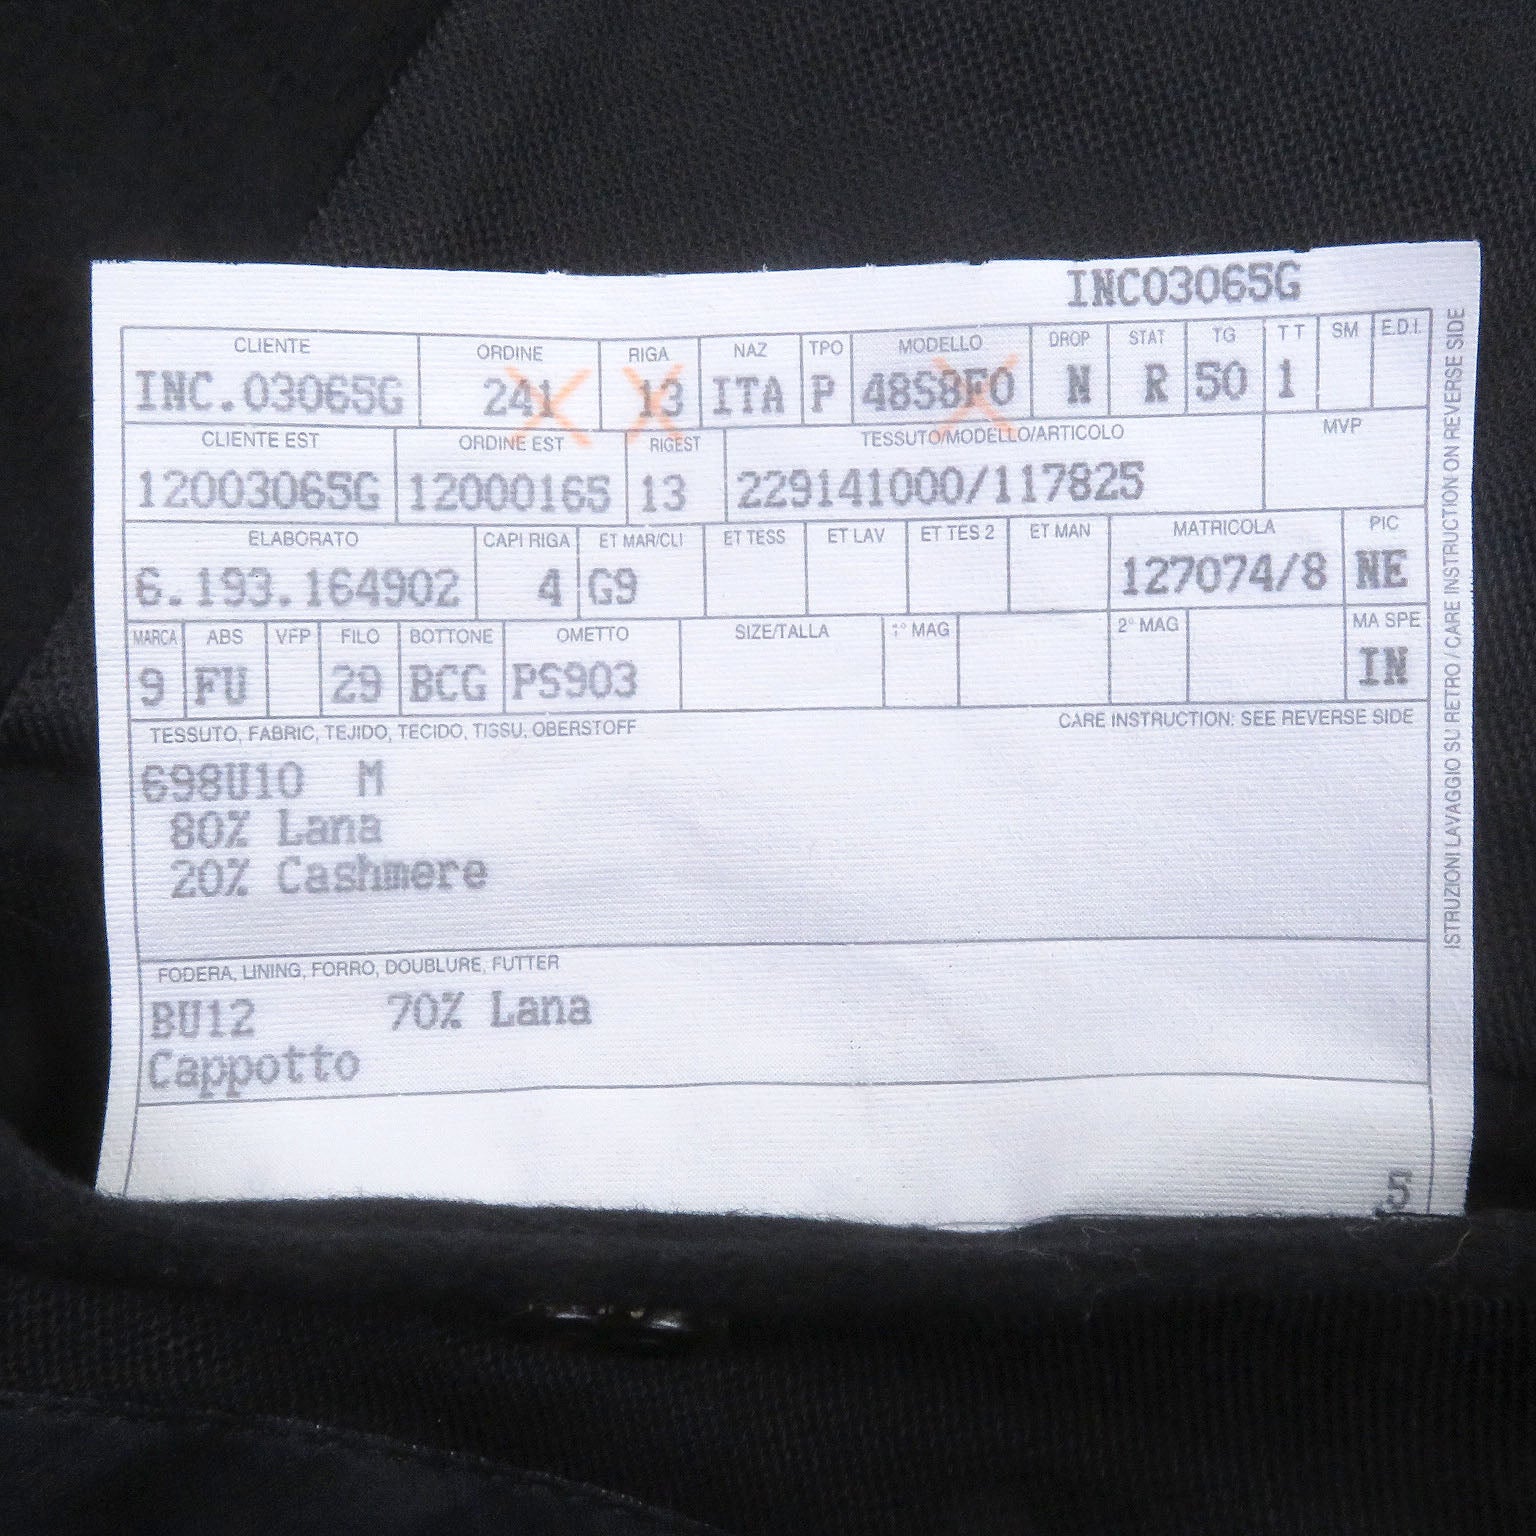 INC03065G
CLIENTE ORDINE RIGA NAZ TPO MODELLO DROP STAT TG TT SM E.D.I.
INC.03065G 241 13 ITA P 48S8F0 N R 50 1
CLIENTE EST ORDINE EST RIGEST TESSUTO/MODELLO/ARTICOLO MVP
12003065G 12000165 13 229141000/117825
ELABORATO CAPI RIGA ET MAR/CLI ET TESS ET LAV ET TES 2 ET MAN MATRICOLA PIC
6.193.164902 4 G9 127074/8 NE
MARCA ABS VFP FILO BOTTONE OMETTO SIZE/TALLA 1° MAG 2° MAG MA SPE
9 FU 29 BCG PS903 IN
TESSUTO, FABRIC, TEJIDO, TECIDO, TISSU, OBERSTOFF CARE INSTRUCTION: SEE REVERSE SIDE
698U10 M
80% Lana
20% Cashmere
FODERA, LINING, FORRO, DOUBLURE, FUTTER
BU12 70% Lana
Cappotto
5
ISTRUZIONI LAVAGGIO SU RETRO / CARE INSTRUCTION ON REVERSE SIDE